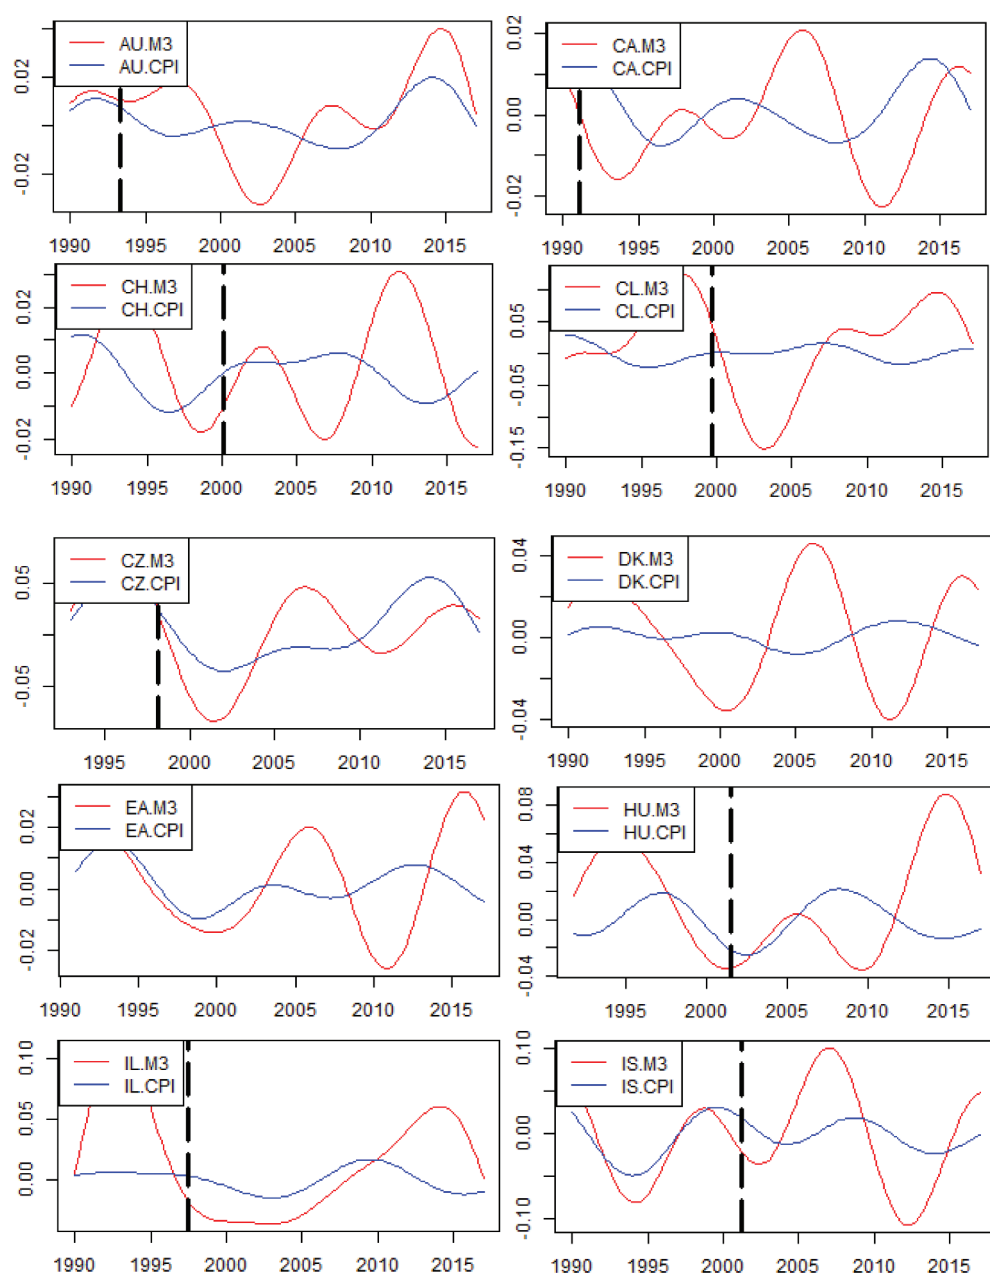 AU.M3
AU.CPI
0.02
-0.02
1990 1995 2000 2005 2010 2015
CA.M3
CA.CPI
0.02
0.00
-0.02
1990 1995 2000 2005 2010 2015
CH.M3
CH.CPI
0.02
0.00
-0.02
1990 1995 2000 2005 2010 2015
CL.M3
CL.CPI
0.05
-0.05
-0.15
1990 1995 2000 2005 2010 2015
CZ.M3
CZ.CPI
0.05
-0.05
1995 2000 2005 2010 2015
DK.M3
DK.CPI
0.04
0.00
-0.04
1990 1995 2000 2005 2010 2015
EA.M3
EA.CPI
0.02
0.00
-0.02
1990 1995 2000 2005 2010 2015
HU.M3
HU.CPI
0.08
0.04
0.00
-0.04
1995 2000 2005 2010 2015
IL.M3
IL.CPI
0.10
0.05
0.00
1990 1995 2000 2005 2010 2015
IS.M3
IS.CPI
0.10
0.00
-0.10
1990 1995 2000 2005 2010 2015